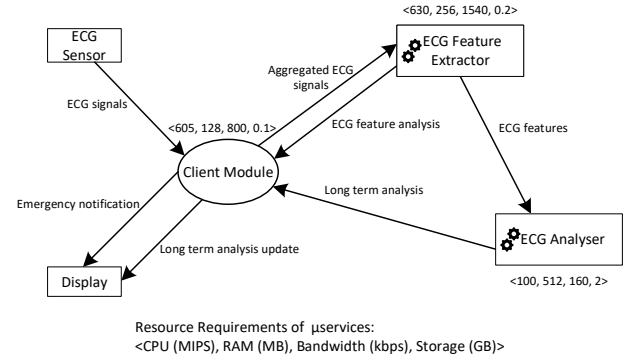 <630, 256, 1540, 0.2>
ECG
Sensor
ECG Feature
Extractor
Aggregated ECG
signals
ECG signals
<605, 128, 800, 0.1>
ECG feature analysis
ECG features
Client Module
Long term analysis
Emergency notification
ECG Analyser
Long term analysis update
Display
<100, 512, 160, 2>
Resource Requirements of µservices:
<CPU (MIPS), RAM (MB), Bandwidth (kbps), Storage (GB)>